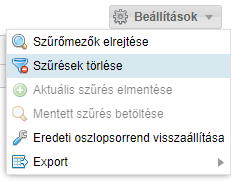 Beállítások
Szűrőmezők elrejtése
Szűrések törlése
Aktuális szűrés elmentése
Mentett szűrés betöltése
Eredeti oszlopsorrend visszaállítása
Export